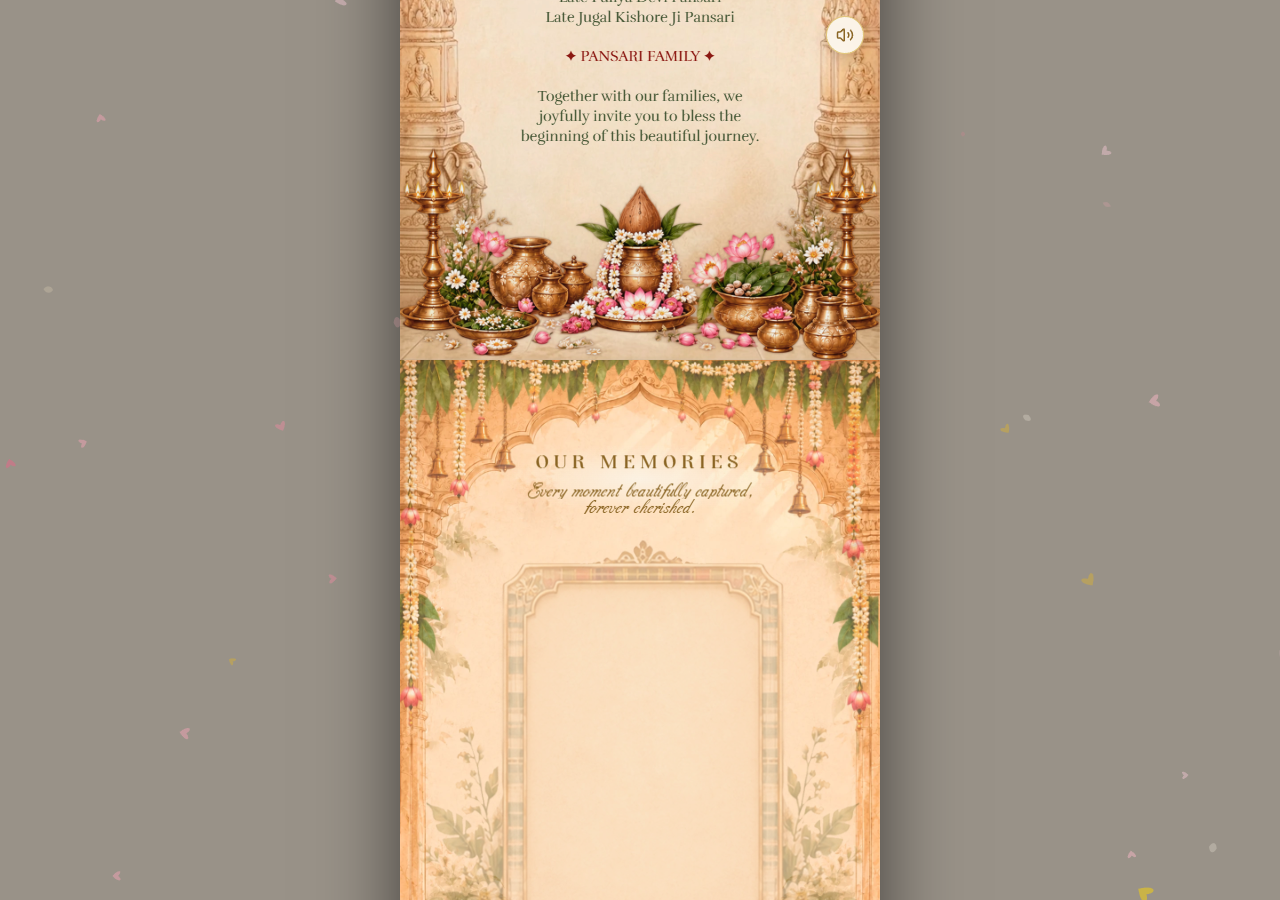 Late Jugal Kishore Ji Pansari
✦ PANSARI FAMILY ✦
Together with our families, we
joyfully invite you to bless the
beginning of this beautiful journey.
OUR MEMORIES
Every moment beautifully captured,
forever cherished.